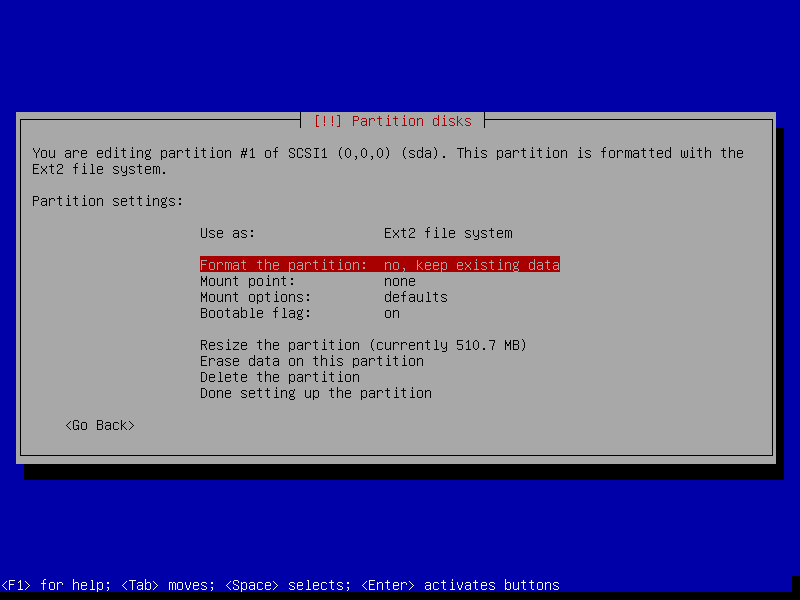 [!!] Partition disks
You are editing partition #1 of SCSI1 (0,0,0) (sda). This partition is formatted with the
Ext2 file system.
Partition settings:
Use as: Ext2 file system
Format the partition: no, keep existing data
Mount point: none
Mount options: defaults
Bootable flag: on
Resize the partition (currently 510.7 MB)
Erase data on this partition
Delete the partition
Done setting up the partition
<Go Back>
<F1> for help; <Tab> moves; <Space> selects; <Enter> activates buttons